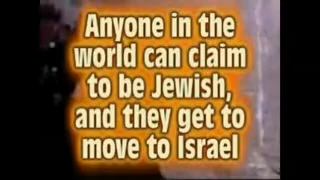 Anyone in the
world can claim
to be Jewish,
and they get to
move to Israel